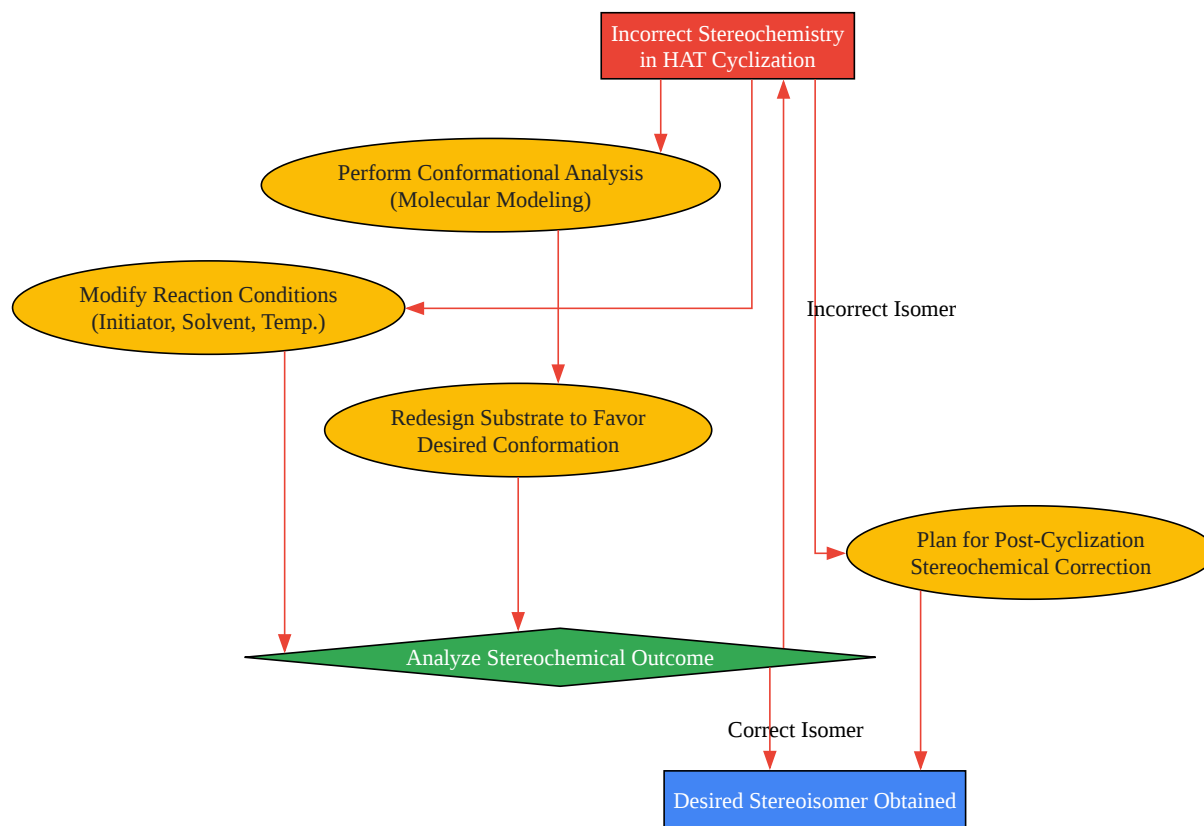 Incorrect Stereochemistry
in HAT Cyclization
Perform Conformational Analysis
(Molecular Modeling)
Modify Reaction Conditions
(Initiator, Solvent, Temp.)
Incorrect Isomer
Redesign Substrate to Favor
Desired Conformation
Plan for Post-Cyclization
Stereochemical Correction
Analyze Stereochemical Outcome
Correct Isomer
Desired Stereoisomer Obtained